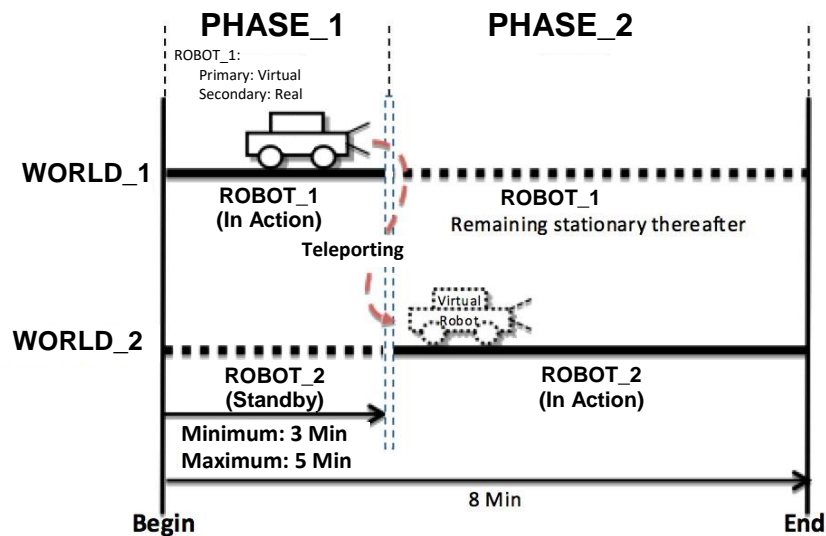 PHASE_1
PHASE_2
ROBOT_1:
Primary: Virtual
Secondary: Real
WORLD_1
ROBOT_1
(In Action)
ROBOT_1
Remaining stationary thereafter
Teleporting
Virtual
Robot
WORLD_2
ROBOT_2
(Standby)
ROBOT_2
(In Action)
Minimum: 3 Min
Maximum: 5 Min
8 Min
Begin
End